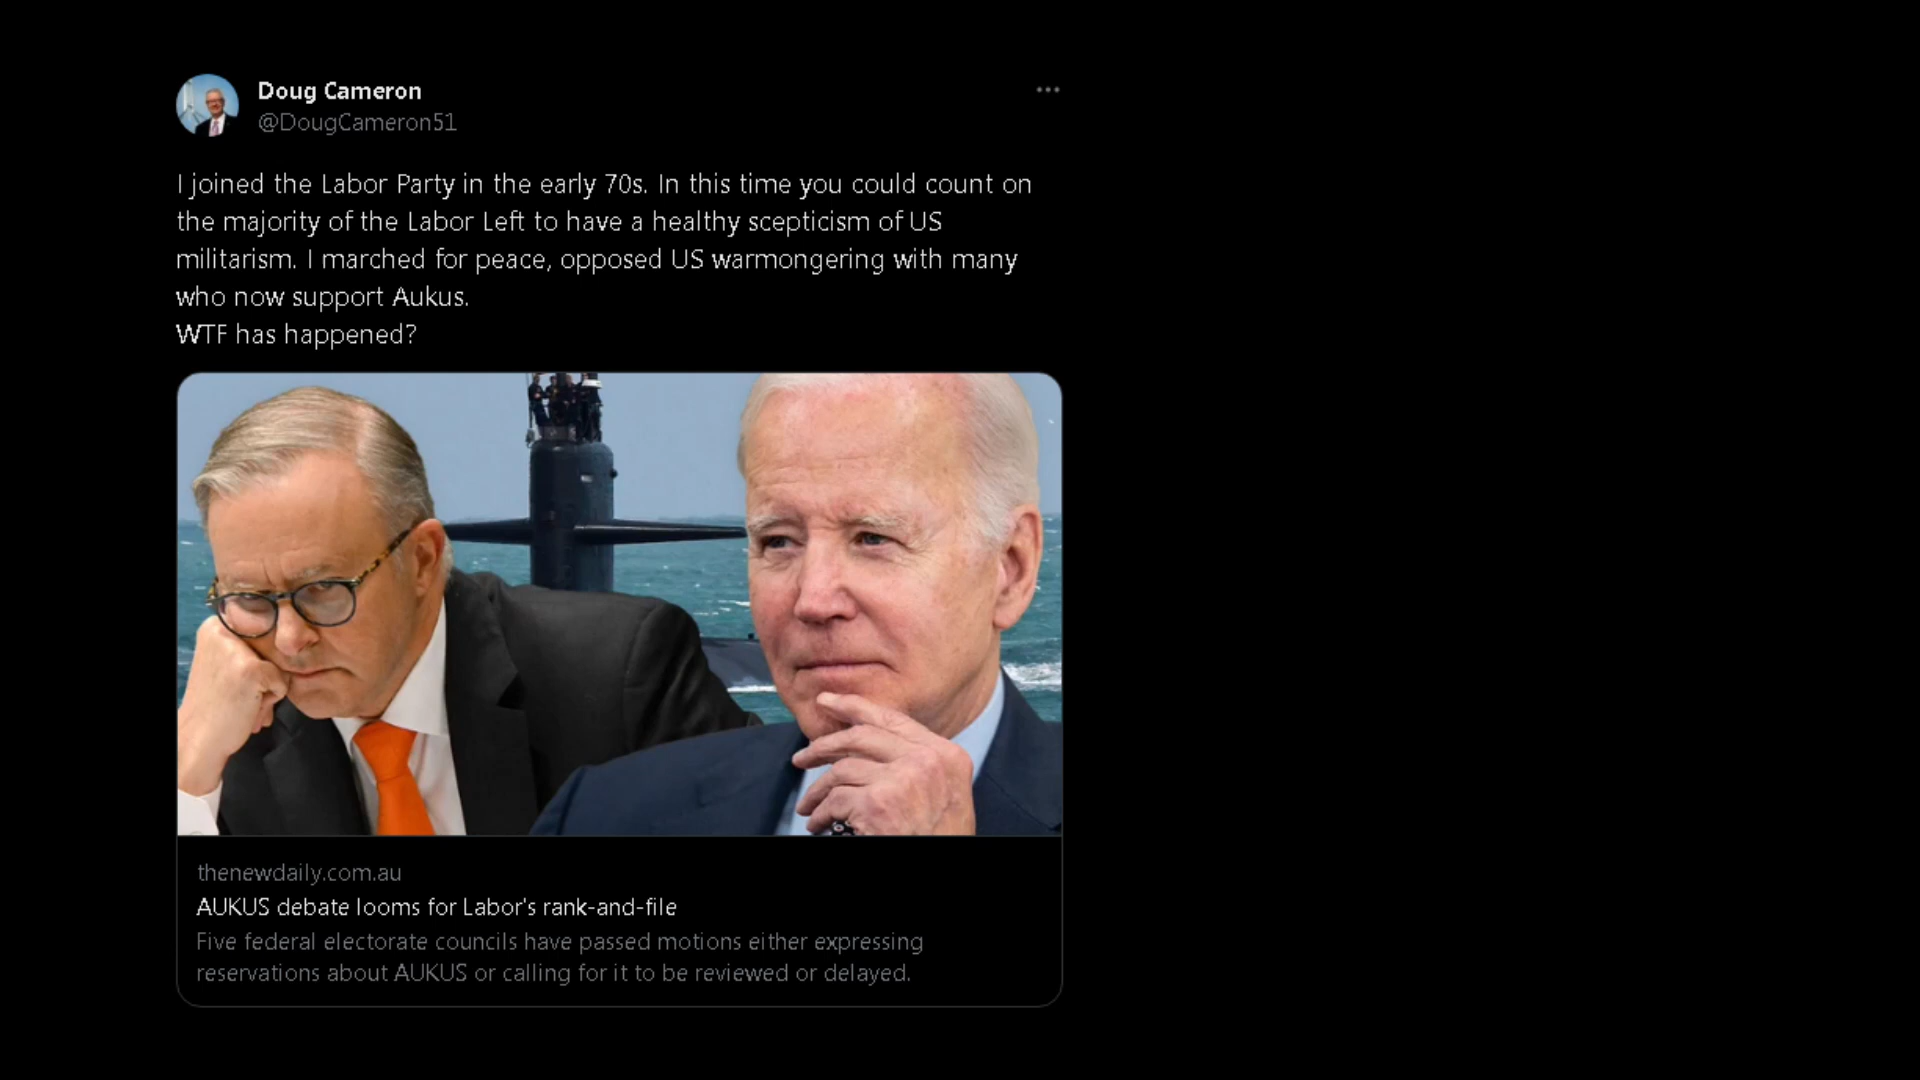 Doug Cameron
@DougCameron51
I joined the Labor Party in the early 70s. In this time you could count on
the majority of the Labor Left to have a healthy scepticism of US
militarism. I marched for peace, opposed US warmongering with many
who now support Aukus.
WTF has happened?
thenewdaily.com.au
AUKUS debate looms for Labor's rank-and-file
Five federal electorate councils have passed motions either expressing
reservations about AUKUS or calling for it to be reviewed or delayed.